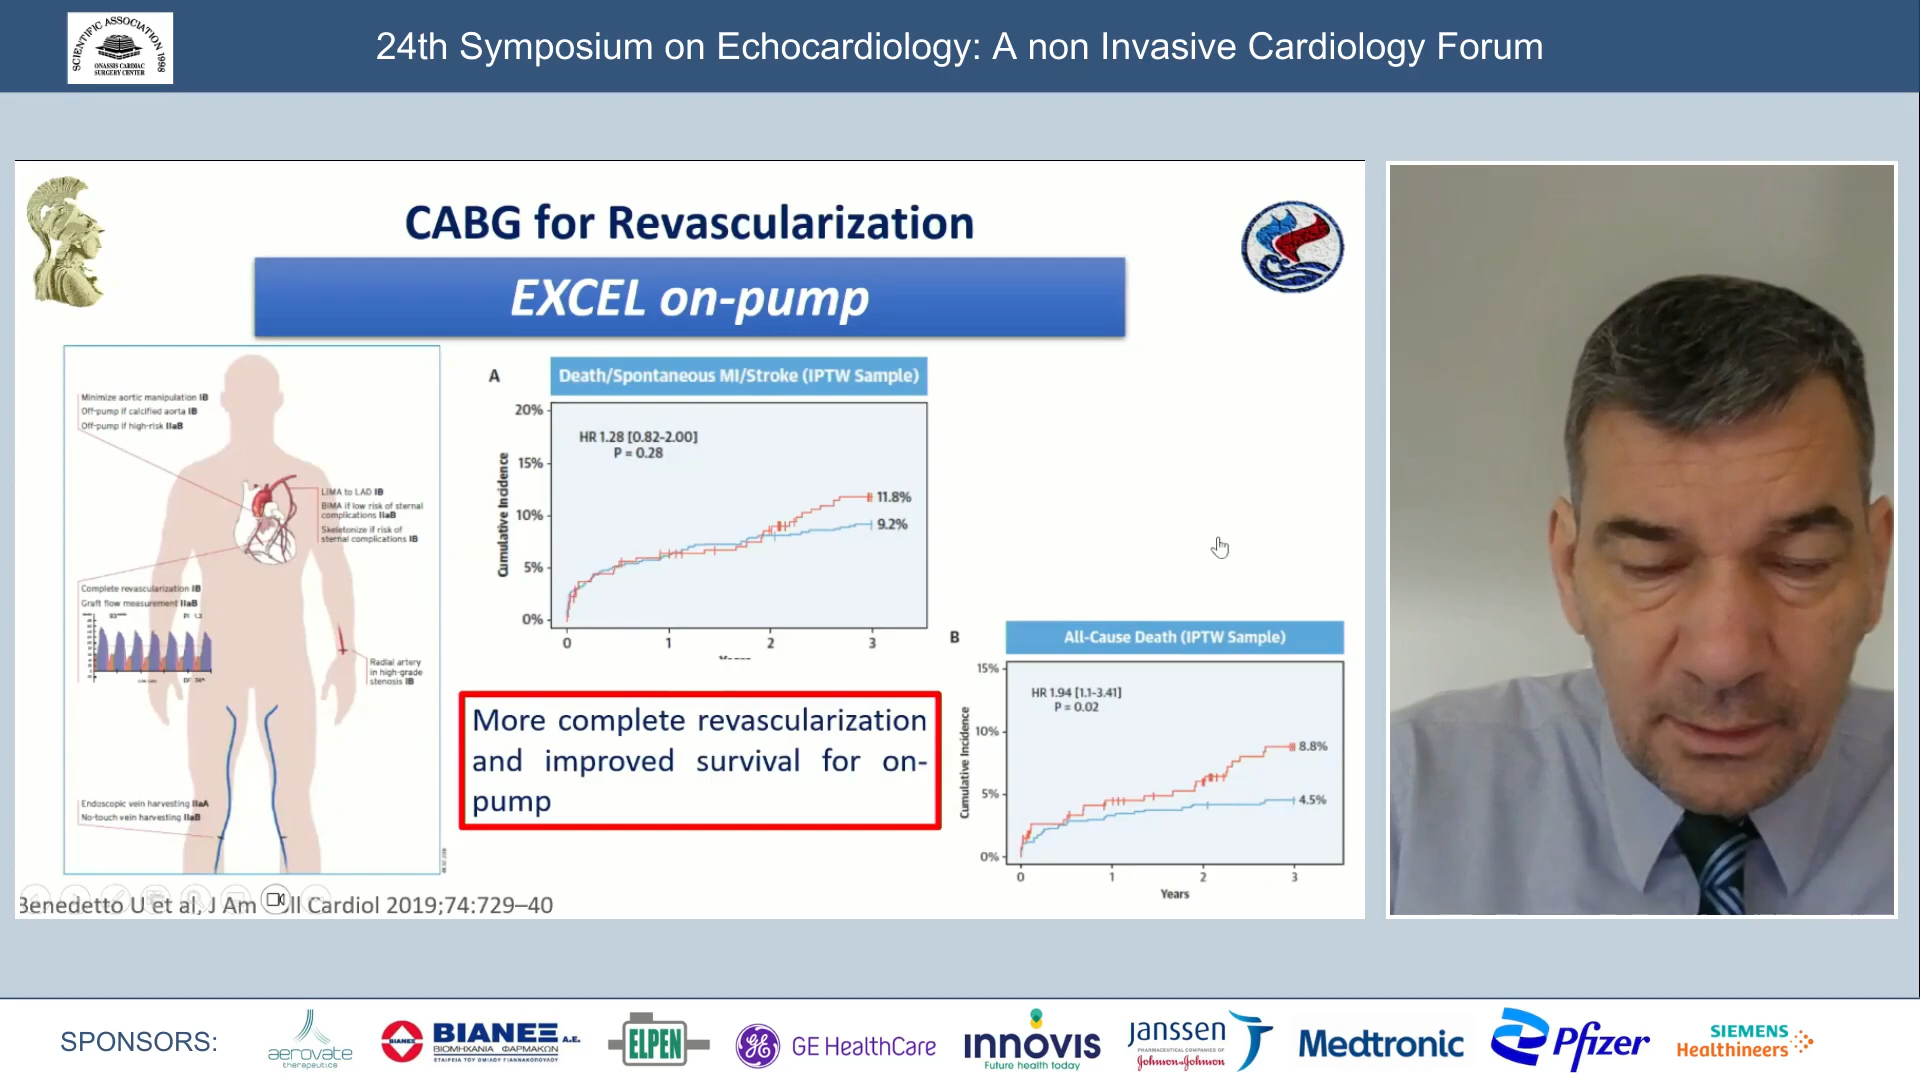 SCIENTIFIC ASSOCIATION 1998
ONASSIS CARDIAC
SURGERY CENTER
24th Symposium on Echocardiology: A non Invasive Cardiology Forum
CABG for Revascularization
EXCEL on-pump
Minimize aortic manipulation IB
Off-pump if calcified aorta IB
Off-pump if high-risk IIaB
LIMA to LAD IB
BIMA if low risk of sternal
complications IIaB
Skeletonize if risk of
sternal complications IB
Complete revascularization IB
Graft flow measurement IIaB
Radial artery
in high-grade
stenosis IB
Endoscopic vein harvesting IIaA
No-touch vein harvesting IIaB
A
Death/Spontaneous MI/Stroke (IPTW Sample)
20%
15%
10%
5%
0%
Cumulative Incidence
HR 1.28 [0.82-2.00]
P = 0.28
11.8%
9.2%
0 1 2 3
More complete revascularization
and improved survival for on-
pump
B
All-Cause Death (IPTW Sample)
15%
10%
5%
0%
Cumulative Incidence
HR 1.94 [1.1-3.41]
P = 0.02
8.8%
4.5%
0 1 2 3
Years
Benedetto U et al, J Am ll Cardiol 2019;74:729–40
SPONSORS:
aerovate
therapeutics
ΒΙΑΝΕΞ
ΒΙΑΝΕΞ Α.Ε.
ΒΙΟΜΗΧΑΝΙΑ ΦΑΡΜΑΚΩΝ
ΕΤΑΙΡΕΙΑ ΤΟΥ ΟΜΙΛΟΥ ΓΙΑΝΝΑΚΟΠΟΥΛΟΥ
ELPEN
GE HealthCare
innovis
Future health today
Janssen
PHARMACEUTICAL COMPANIES OF
Johnson & Johnson
Medtronic
Pfizer
SIEMENS
Healthineers